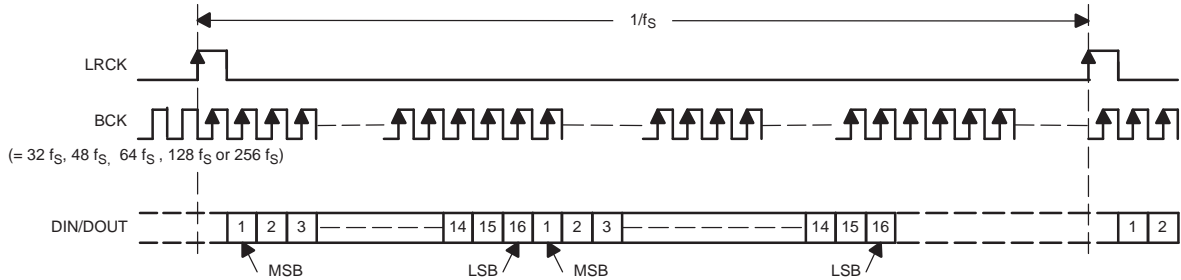 1/fS
LRCK
BCK
(= 32 fS, 48 fS, 64 fS , 128 fS or 256 fS)
DIN/DOUT 1 2 3 14 15 16 1 2 3 14 15 16 1 2
MSB LSB MSB LSB